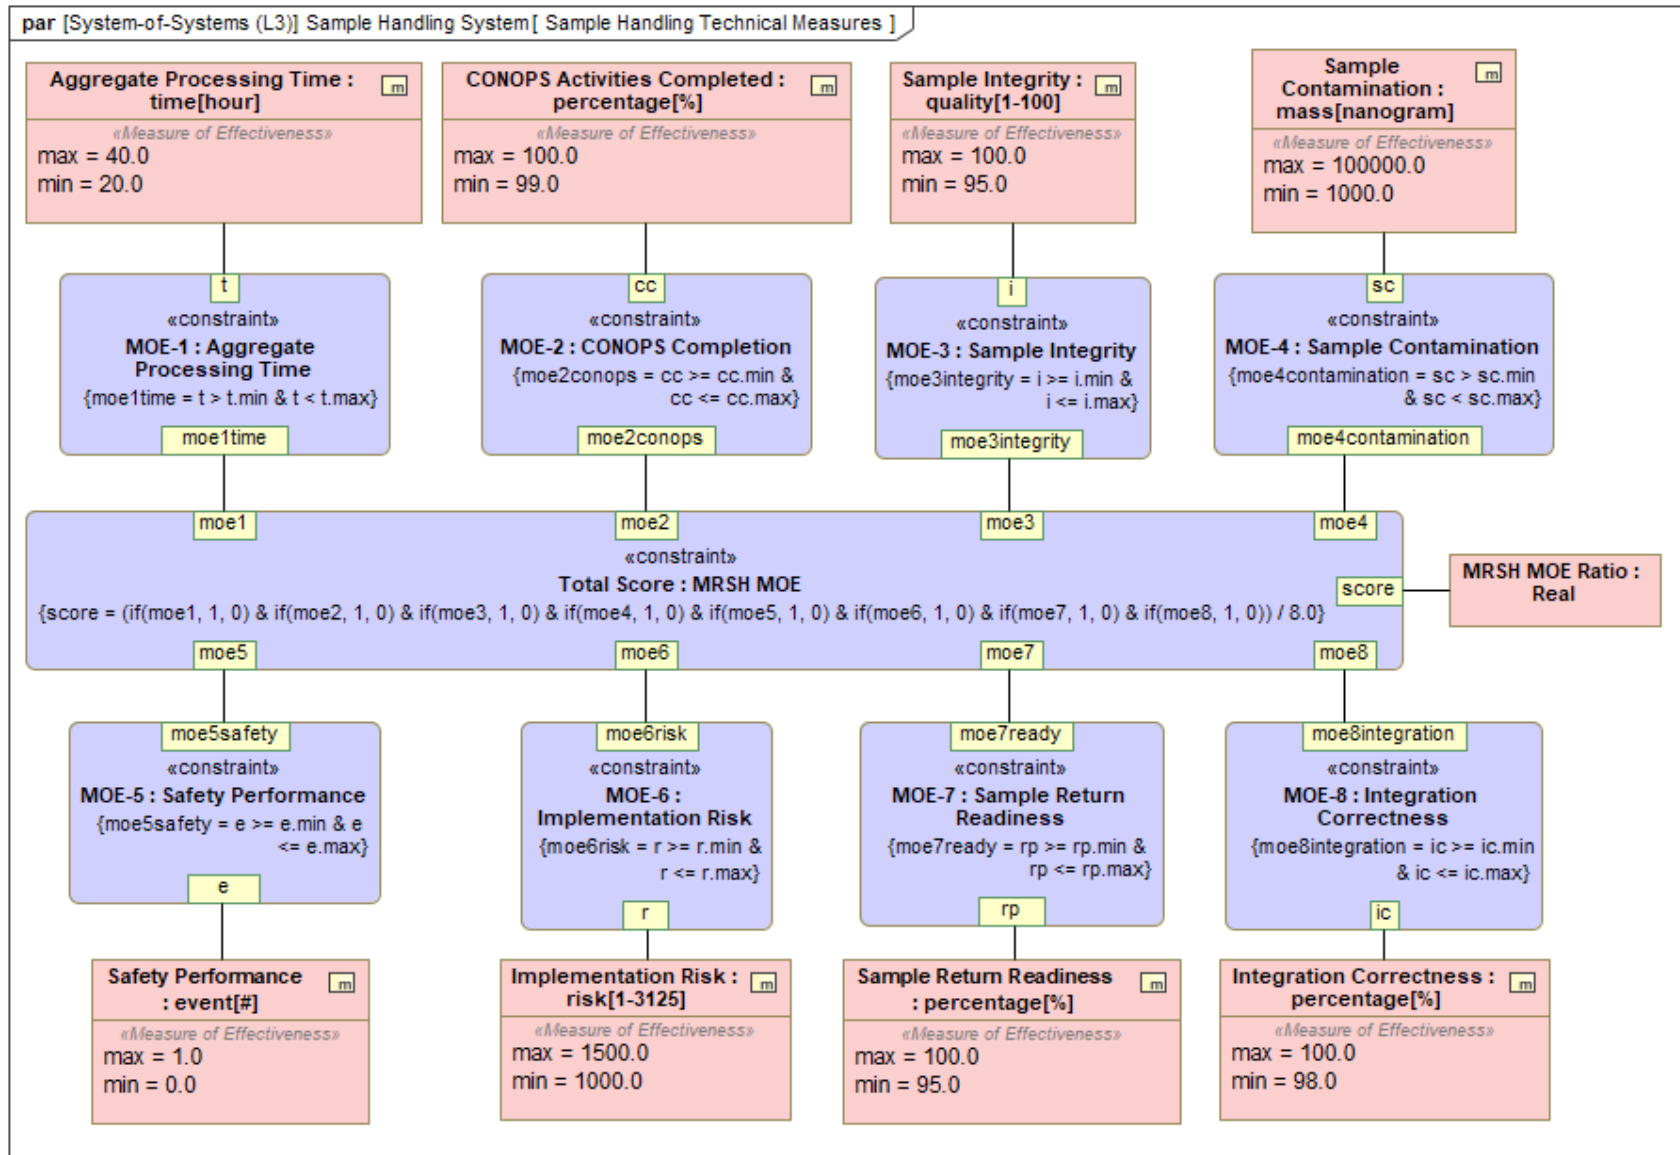 par [System-of-Systems (L3)] Sample Handling System[ Sample Handling Technical Measures ]
Aggregate Processing Time :
time[hour]
m
«Measure of Effectiveness»
max = 40.0
min = 20.0
CONOPS Activities Completed :
percentage[%]
m
«Measure of Effectiveness»
max = 100.0
min = 99.0
Sample Integrity :
quality[1-100]
m
«Measure of Effectiveness»
max = 100.0
min = 95.0
Sample
Contamination :
mass[nanogram]
m
«Measure of Effectiveness»
max = 100000.0
min = 1000.0
t
«constraint»
MOE-1 : Aggregate
Processing Time
{moe1time = t > t.min & t < t.max}
moe1time
cc
«constraint»
MOE-2 : CONOPS Completion
{moe2conops = cc >= cc.min &
cc <= cc.max}
moe2conops
i
«constraint»
MOE-3 : Sample Integrity
{moe3integrity = i >= i.min &
i <= i.max}
moe3integrity
sc
«constraint»
MOE-4 : Sample Contamination
{moe4contamination = sc > sc.min
& sc < sc.max}
moe4contamination
moe1
moe2
moe3
moe4
«constraint»
Total Score : MRSH MOE
{score = (if(moe1, 1, 0) & if(moe2, 1, 0) & if(moe3, 1, 0) & if(moe4, 1, 0) & if(moe5, 1, 0) & if(moe6, 1, 0) & if(moe7, 1, 0) & if(moe8, 1, 0)) / 8.0}
score
MRSH MOE Ratio :
Real
moe5
moe6
moe7
moe8
moe5safety
«constraint»
MOE-5 : Safety Performance
{moe5safety = e >= e.min & e
<= e.max}
e
moe6risk
«constraint»
MOE-6 :
Implementation Risk
{moe6risk = r >= r.min &
r <= r.max}
r
moe7ready
«constraint»
MOE-7 : Sample Return
Readiness
{moe7ready = rp >= rp.min &
rp <= rp.max}
rp
moe8integration
«constraint»
MOE-8 : Integration
Correctness
{moe8integration = ic >= ic.min
& ic <= ic.max}
ic
Safety Performance
: event[#]
m
«Measure of Effectiveness»
max = 1.0
min = 0.0
Implementation Risk :
risk[1-3125]
m
«Measure of Effectiveness»
max = 1500.0
min = 1000.0
Sample Return Readiness
: percentage[%]
m
«Measure of Effectiveness»
max = 100.0
min = 95.0
Integration Correctness :
percentage[%]
m
«Measure of Effectiveness»
max = 100.0
min = 98.0